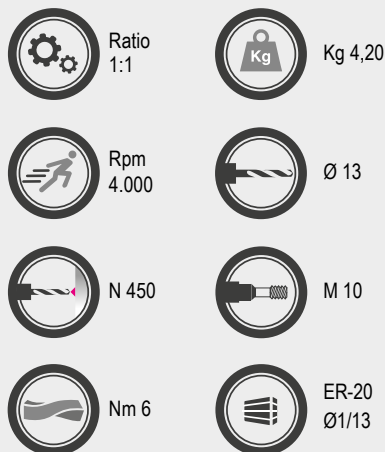 Ratio
1:1
Kg
Kg 4,20
Rpm
4.000
Ø 13
N 450
M 10
Nm 6
ER-20
Ø1/13